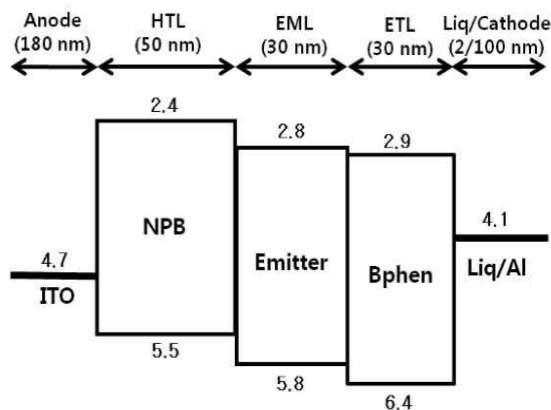 Anode HTL EML ETL Liq/Cathode
(180 nm) (50 nm) (30 nm) (30 nm) (2/100 nm)
2.4
2.8
2.9
4.1
4.7
NPB
Emitter
Bphen
Liq/Al
ITO
5.5
5.8
6.4